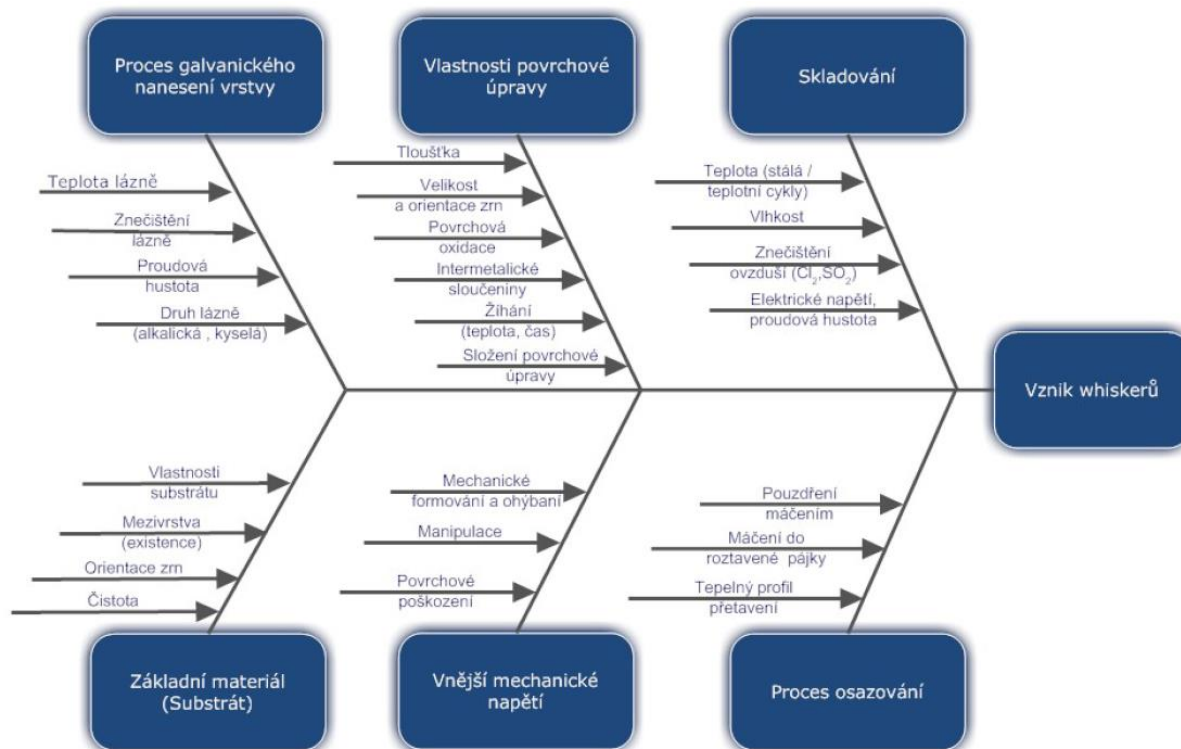 Proces galvanického
nanesení vrstvy
Vlastnosti povrchové
úpravy
Skladování
Teplota lázně
Znečištění
lázně
Proudová
hustota
Druh lázně
(alkalická , kyselá)
Tloušťka
Velikost
a orientace zrn
Povrchová
oxidace
Intermetalické
sloučeniny
Žíhání
(teplota, čas)
Složení povrchové
úpravy
Teplota (stálá /
teplotní cykly)
Vlhkost
Znečištění
ovzduší (Cl₂,SO₂)
Elektrické napětí,
proudová hustota
Vznik whiskerů
Vlastnosti
substrátu
Mezivrstva
(existence)
Orientace zrn
Čistota
Mechanické
formování a ohýbaní
Manipulace
Povrchové
poškození
Pouzdření
máčením
Máčení do
roztavené pájky
Tepelný profil
přetavení
Základní materiál
(Substrát)
Vnější mechanické
napětí
Proces osazování